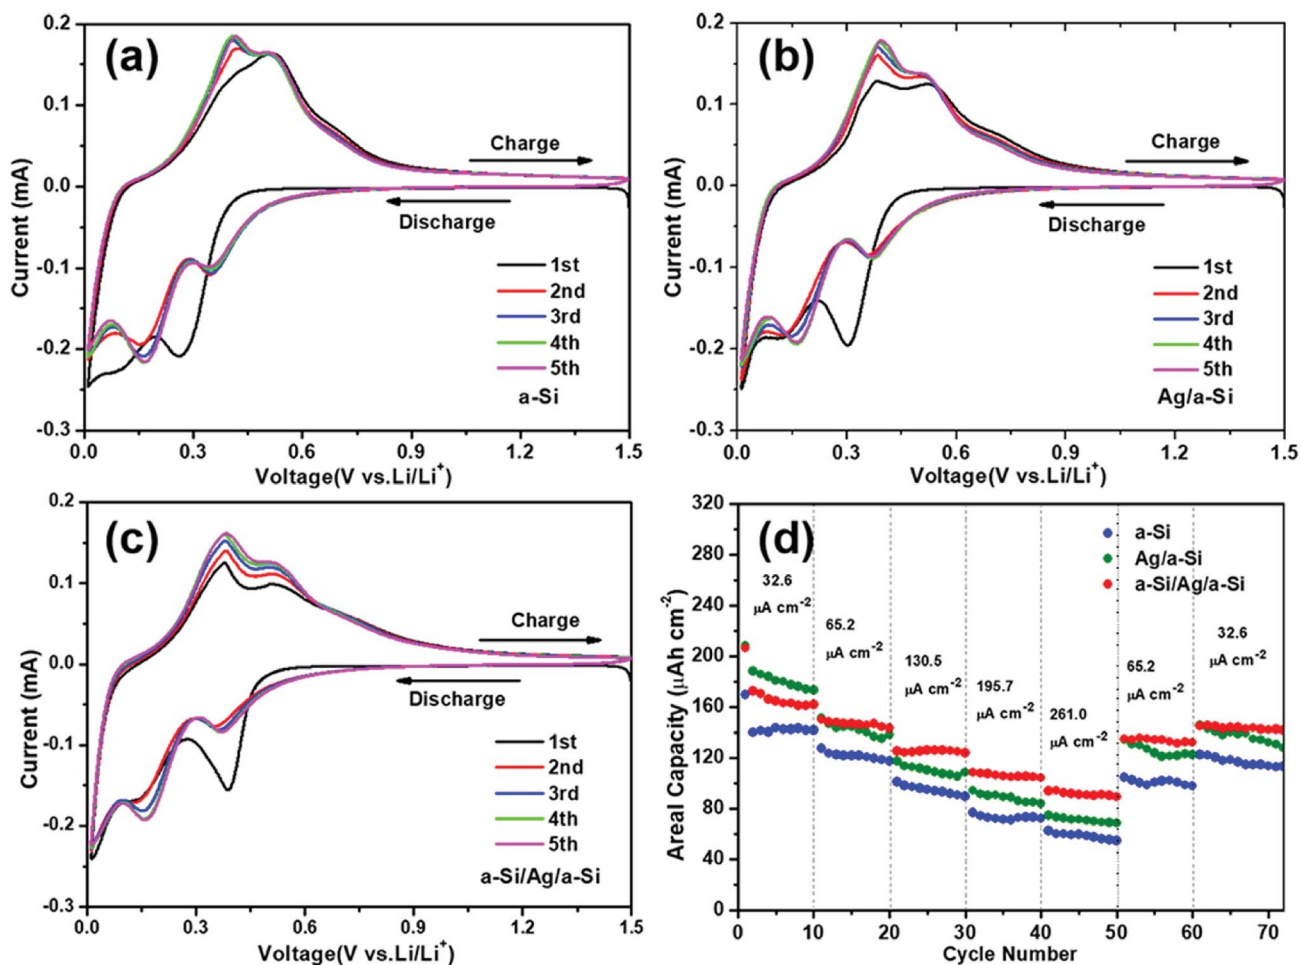 (a)
0.2
0.1
0.0
-0.1
-0.2
-0.3
Current (mA)
Charge
Discharge
1st
2nd
3rd
4th
5th
a-Si
0.0 0.3 0.6 0.9 1.2 1.5
Voltage(V vs.Li/Li⁺)
(b)
0.2
0.1
0.0
-0.1
-0.2
-0.3
Current (mA)
Charge
Discharge
1st
2nd
3rd
4th
5th
Ag/a-Si
0.0 0.3 0.6 0.9 1.2 1.5
Voltage(V vs.Li/Li⁺)
(c)
0.2
0.1
0.0
-0.1
-0.2
-0.3
Current (mA)
Charge
Discharge
1st
2nd
3rd
4th
5th
a-Si/Ag/a-Si
0.0 0.3 0.6 0.9 1.2 1.5
Voltage(V vs.Li/Li⁺)
(d)
320
280
240
200
160
120
80
40
0
Areal Capacity (μAh cm⁻²)
a-Si
Ag/a-Si
a-Si/Ag/a-Si
32.6
μA cm⁻²
65.2
μA cm⁻²
130.5
μA cm⁻²
195.7
μA cm⁻²
261.0
μA cm⁻²
65.2
μA cm⁻²
32.6
μA cm⁻²
0 10 20 30 40 50 60 70
Cycle Number